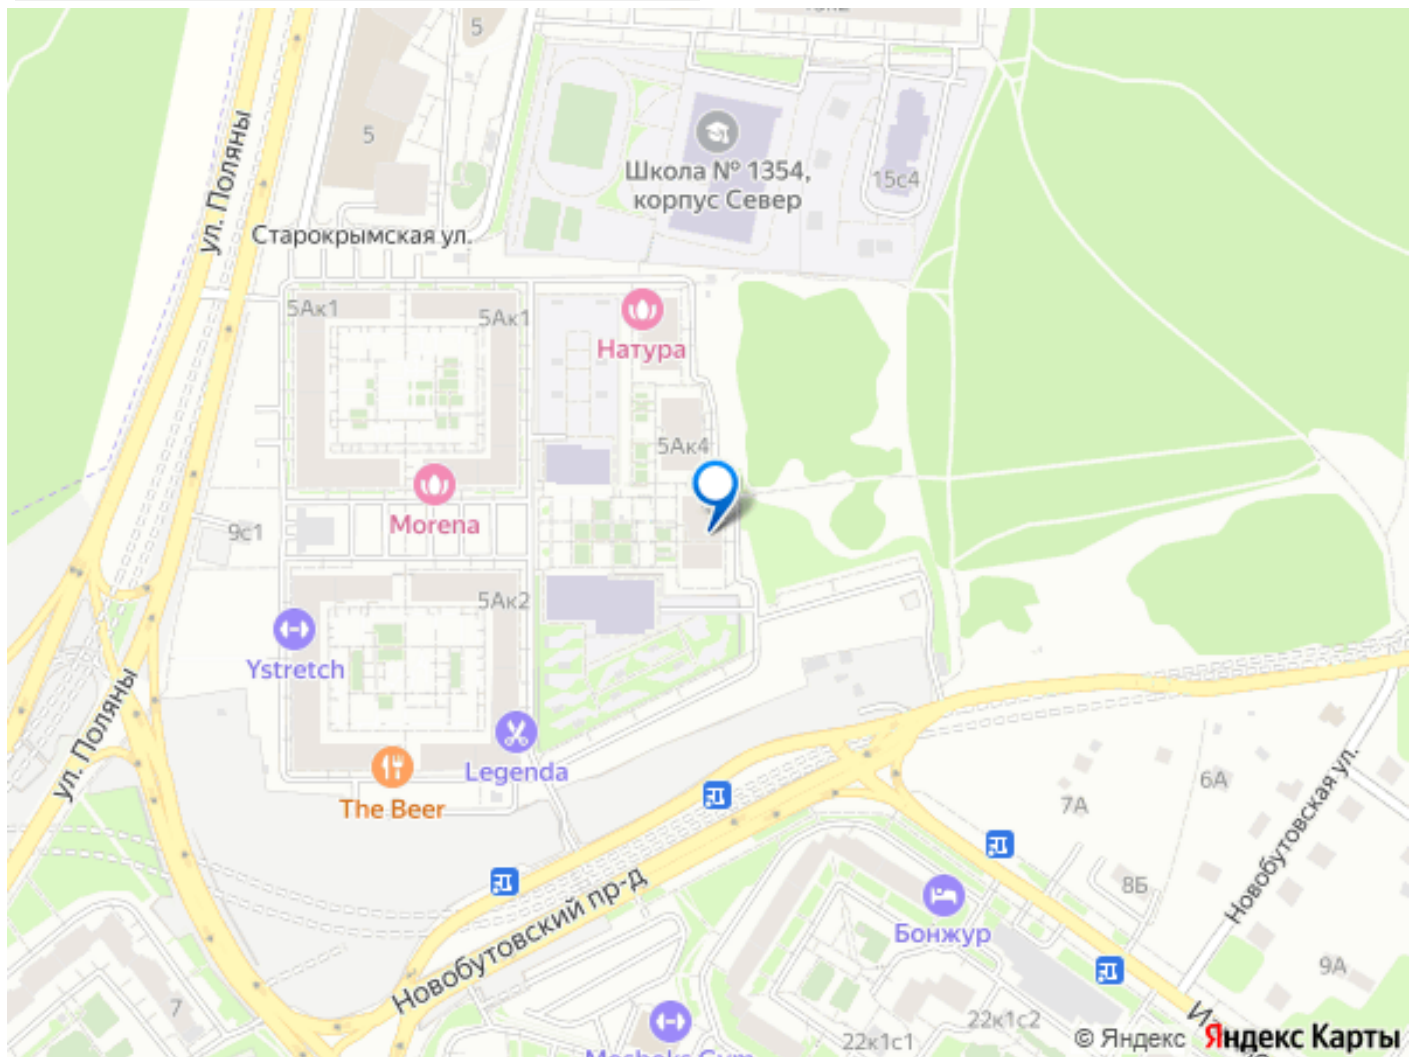 5
ул. Поляны
5
Школа № 1354,
корпус Север
15с4
Старокрымская ул.
5Ак1
5Ак1
Натура
5Ак4
Morena
9с1
5Ак2
Ystretch
ул. Поляны
Legenda
The Beer
6А
7А
Новобутовская ул.
8Б
Новобутовский пр-д
Бонжур
9А
7
22к1с2
22к1с1
© Яндекс Яндекс Карты